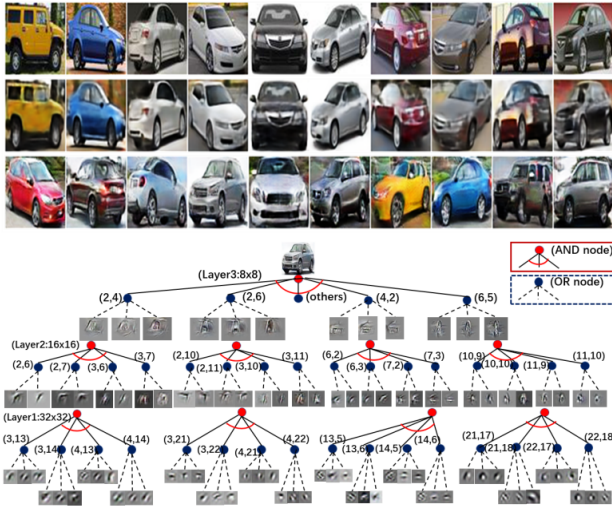 (AND node)
(Layer3:8x8)
(OR node)
(2,4) (2,6) (others) (4,2) (6,5)
(Layer2:16x16)
(2,6) (2,7) (3,6) (3,7) (2,10) (2,11) (3,10) (3,11) (6,2) (6,3) (7,2) (7,3) (10,9) (10,10) (11,9) (11,10)
(Layer1:32x32)
(3,13) (3,14) (4,13) (4,14) (3,21) (3,22) (4,21) (4,22) (13,5) (13,6) (14,5) (14,6) (21,17) (21,18) (22,17) (22,18)